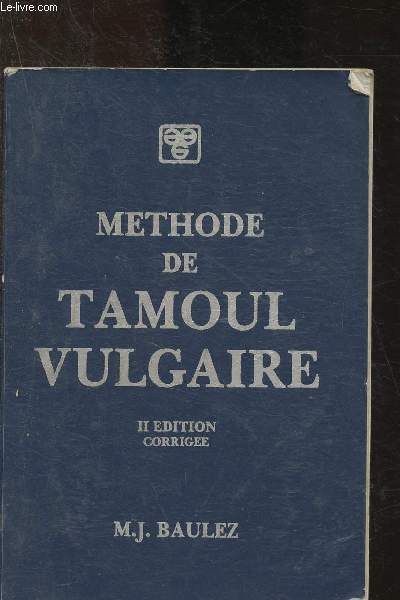 Le-livre.com
METHODE
DE
TAMOUL
VULGAIRE
II EDITION
CORRIGEE
M.J. BAULEZ